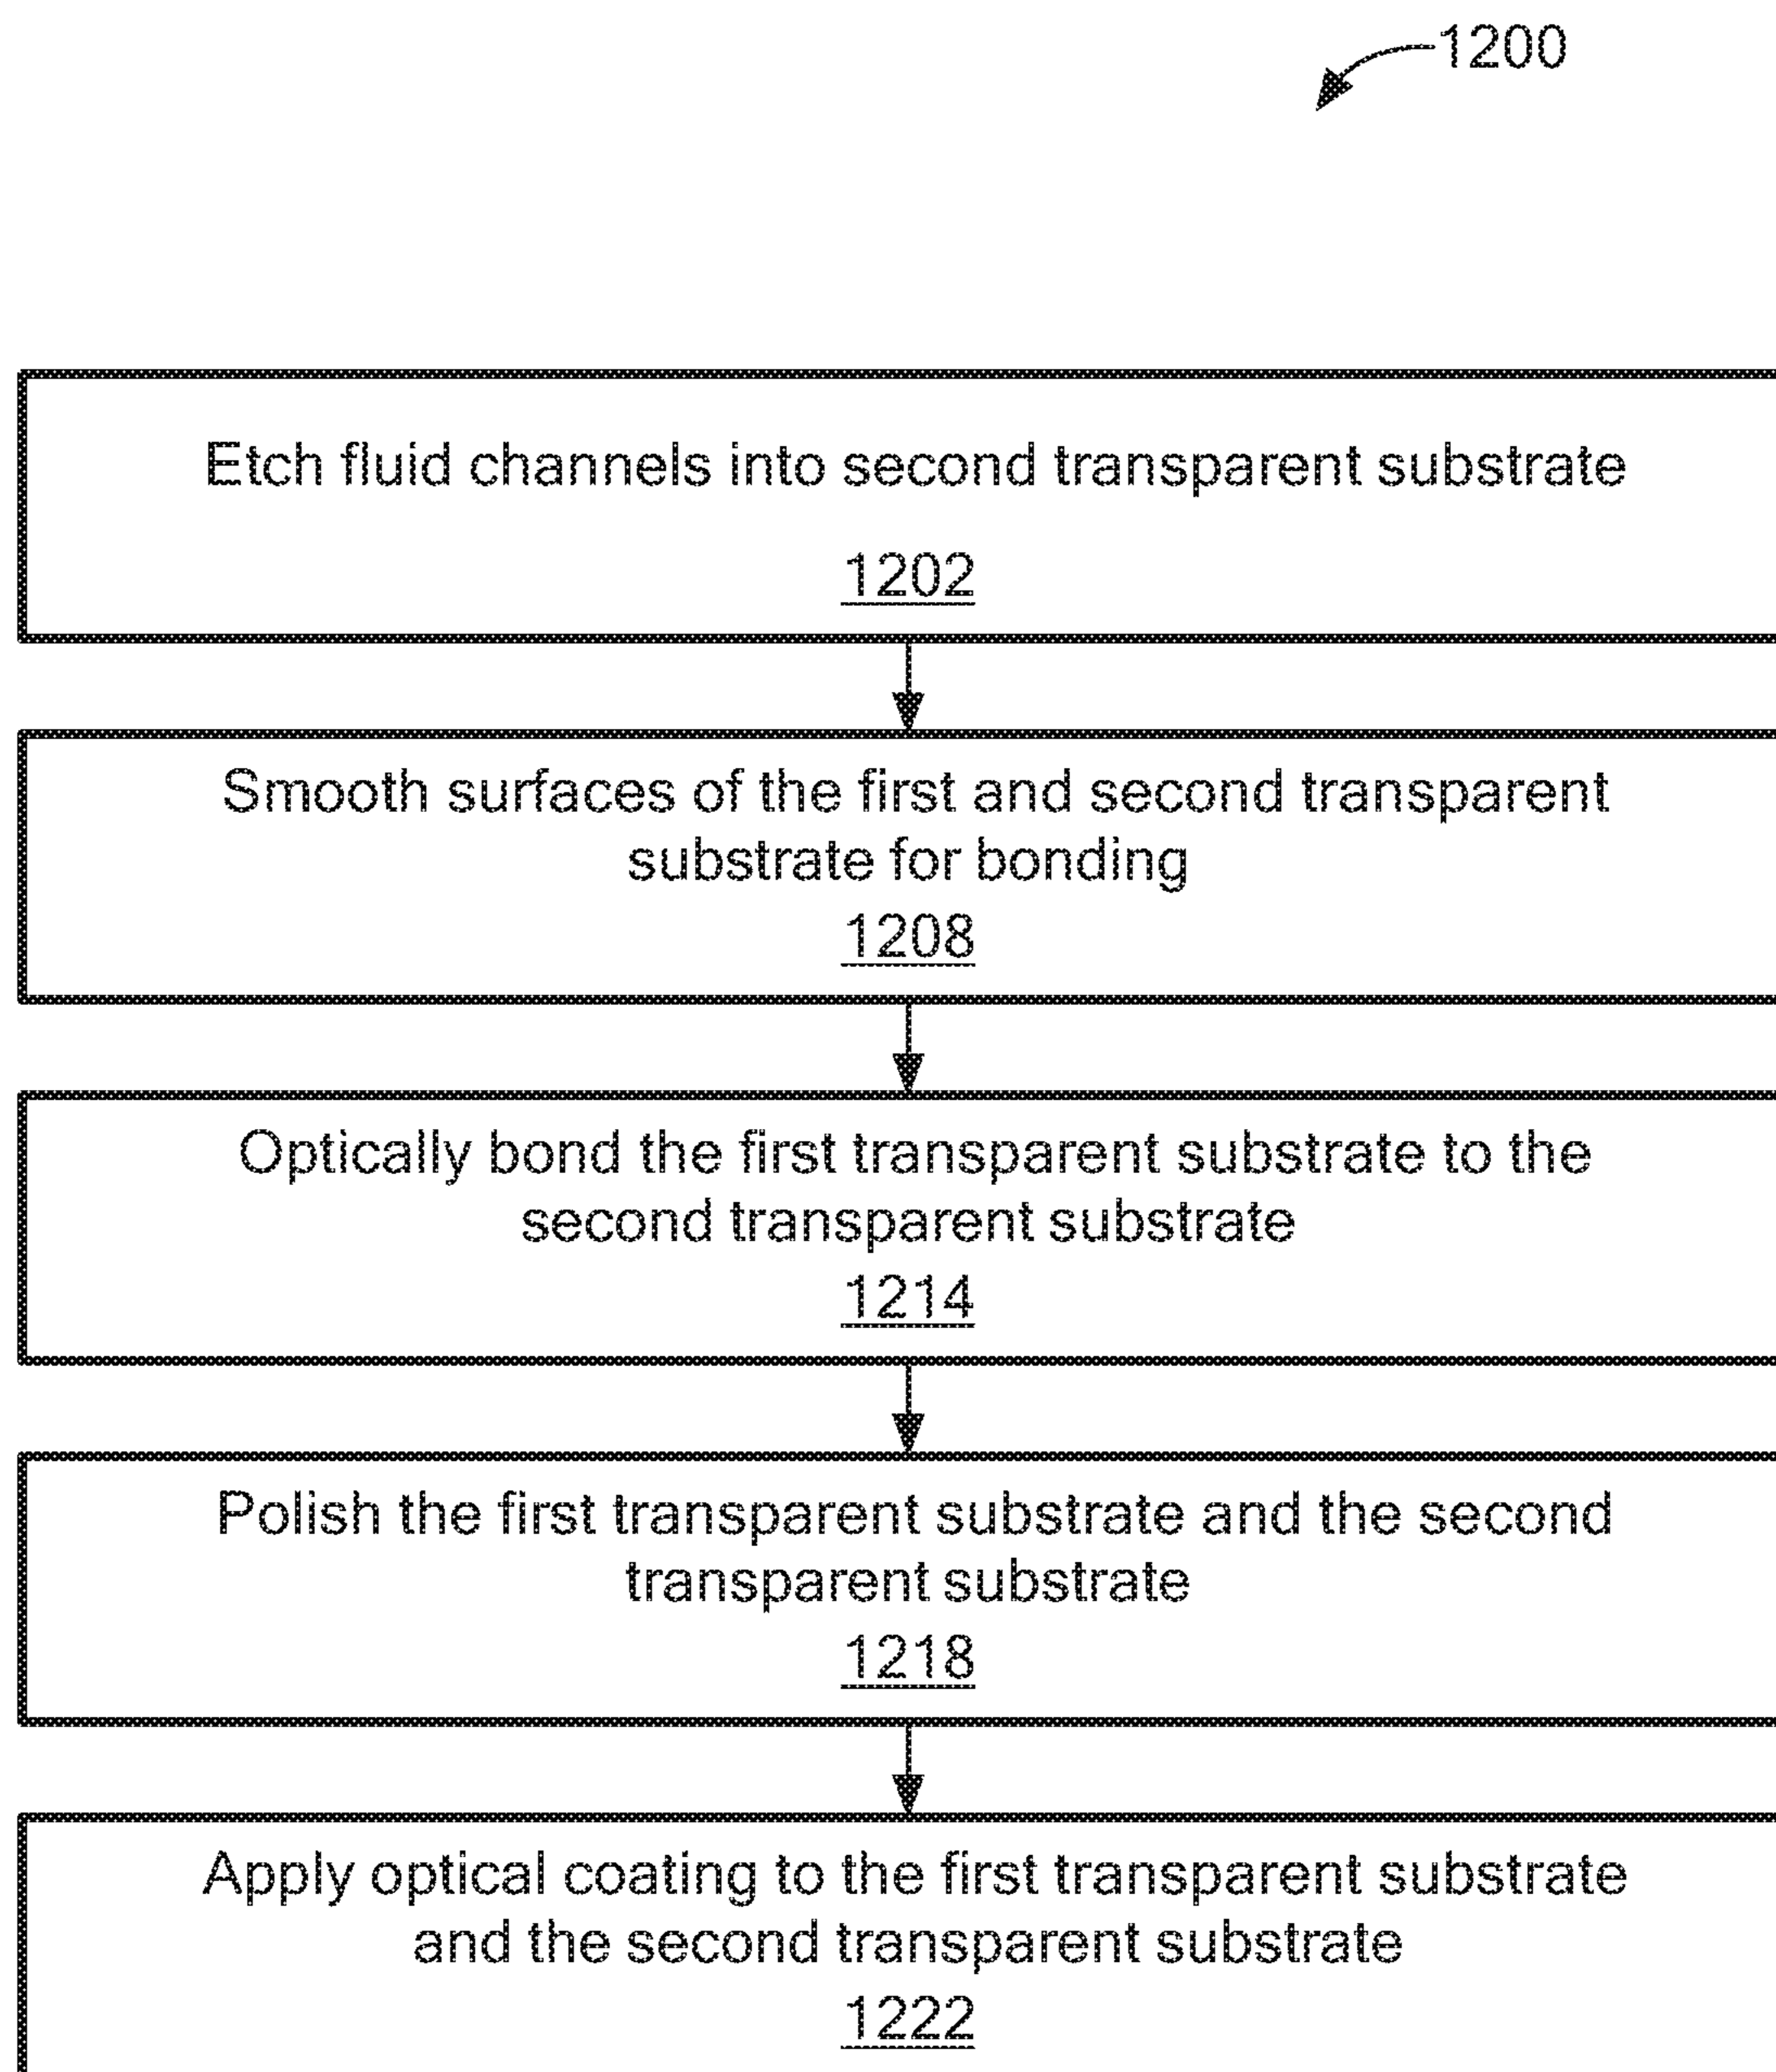 1200
Etch fluid channels into second transparent substrate
1202
Smooth surfaces of the first and second transparent
substrate for bonding
1208
Optically bond the first transparent substrate to the
second transparent substrate
1214
Polish the first transparent substrate and the second
transparent substrate
1218
Apply optical coating to the first transparent substrate
and the second transparent substrate
1222